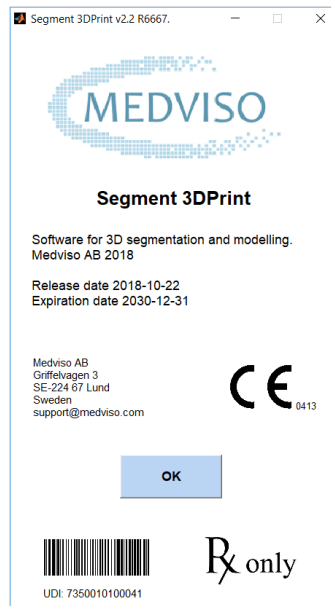 Segment 3DPrint v2.2 R6667.
MEDVISO
Segment 3DPrint
Software for 3D segmentation and modelling.
Medviso AB 2018
Release date 2018-10-22
Expiration date 2030-12-31
Medviso AB
Griffelvagen 3
SE-224 67 Lund
Sweden
support@medviso.com
CE 0413
OK
Rx only
UDI: 7350010100041